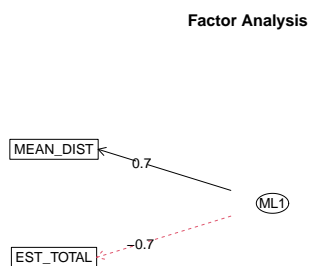 Factor Analysis
MEAN_DIST
0.7
ML1
−0.7
EST_TOTAL